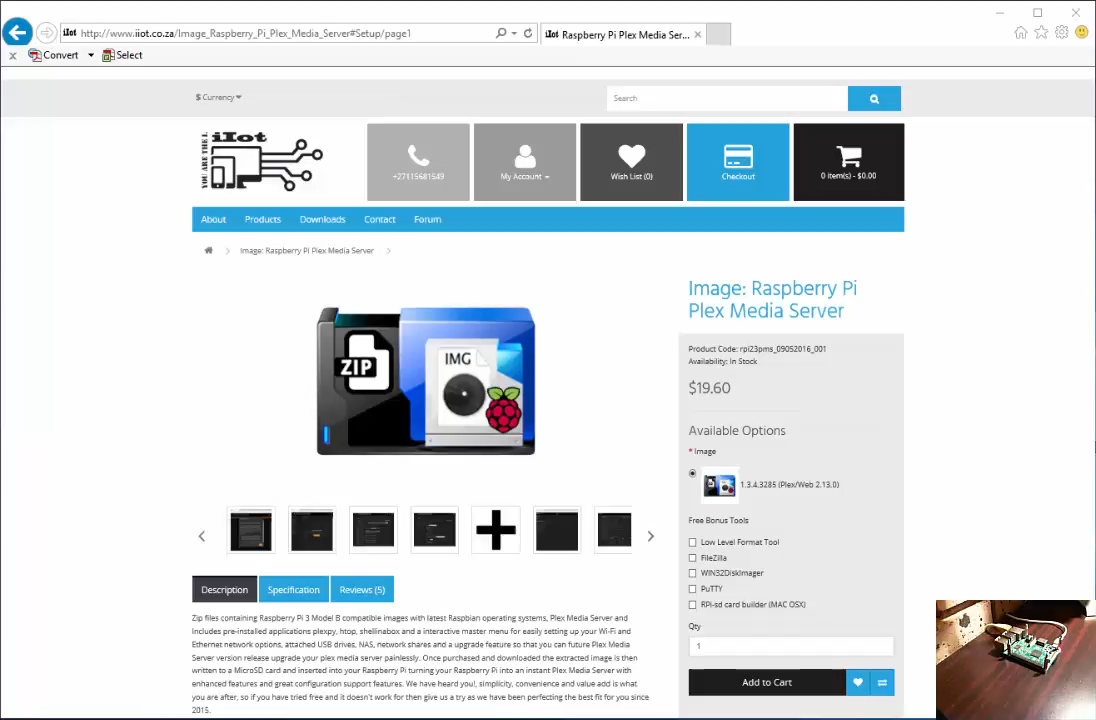 http://www.iiot.co.za/Image_Raspberry_Pi_Plex_Media_Server#Setup/page1
iIot Raspberry Pi Plex Media Ser...
Convert
Select
$ Currency
Search
YOU ARE THE I.
iIot
+27115681549
My Account
Wish List (0)
Checkout
0 item(s) - $0.00
About
Products
Downloads
Contact
Forum
Image: Raspberry Pi Plex Media Server
Image: Raspberry Pi
Plex Media Server
ZIP
IMG
Product Code: rpi23pms_09052016_001
Availability: In Stock
$19.60
Available Options
* Image
1.3.4.3285 (Plex/Web 2.13.0)
Free Bonus Tools
Low Level Format Tool
FileZilla
WIN32DiskImager
PuTTY
RPi-sd card builder (MAC OSX)
Qty
1
Add to Cart
Description
Specification
Reviews (5)
Zip files containing Raspberry Pi 3 Model B compatible images with latest Raspbian operating systems, Plex Media Server and
Includes pre-installed applications plexpy, htop, shellinabox and a interactive master menu for easily setting up your Wi-Fi and
Ethernet network options, attached USB drives, NAS, network shares and a upgrade feature so that you can future Plex Media
Server version release upgrade your plex media server painlessly. Once purchased and downloaded the extracted image is then
written to a MicroSD card and inserted into your Raspberry Pi turning your Raspberry Pi into an instant Plex Media Server with
enhanced features and great configuration support features. We have heard you!, simplicity, convenience and value add is what
you are after, so if you have tried free and it doesn't work for then give us a try as we have been perfecting the best fit for you since
2015.